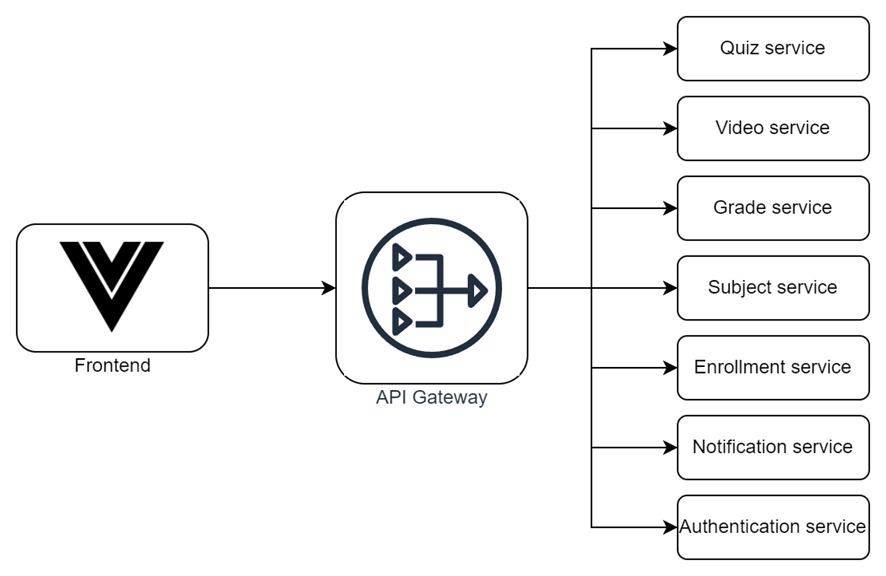 Frontend
API Gateway
Quiz service
Video service
Grade service
Subject service
Enrollment service
Notification service
Authentication service